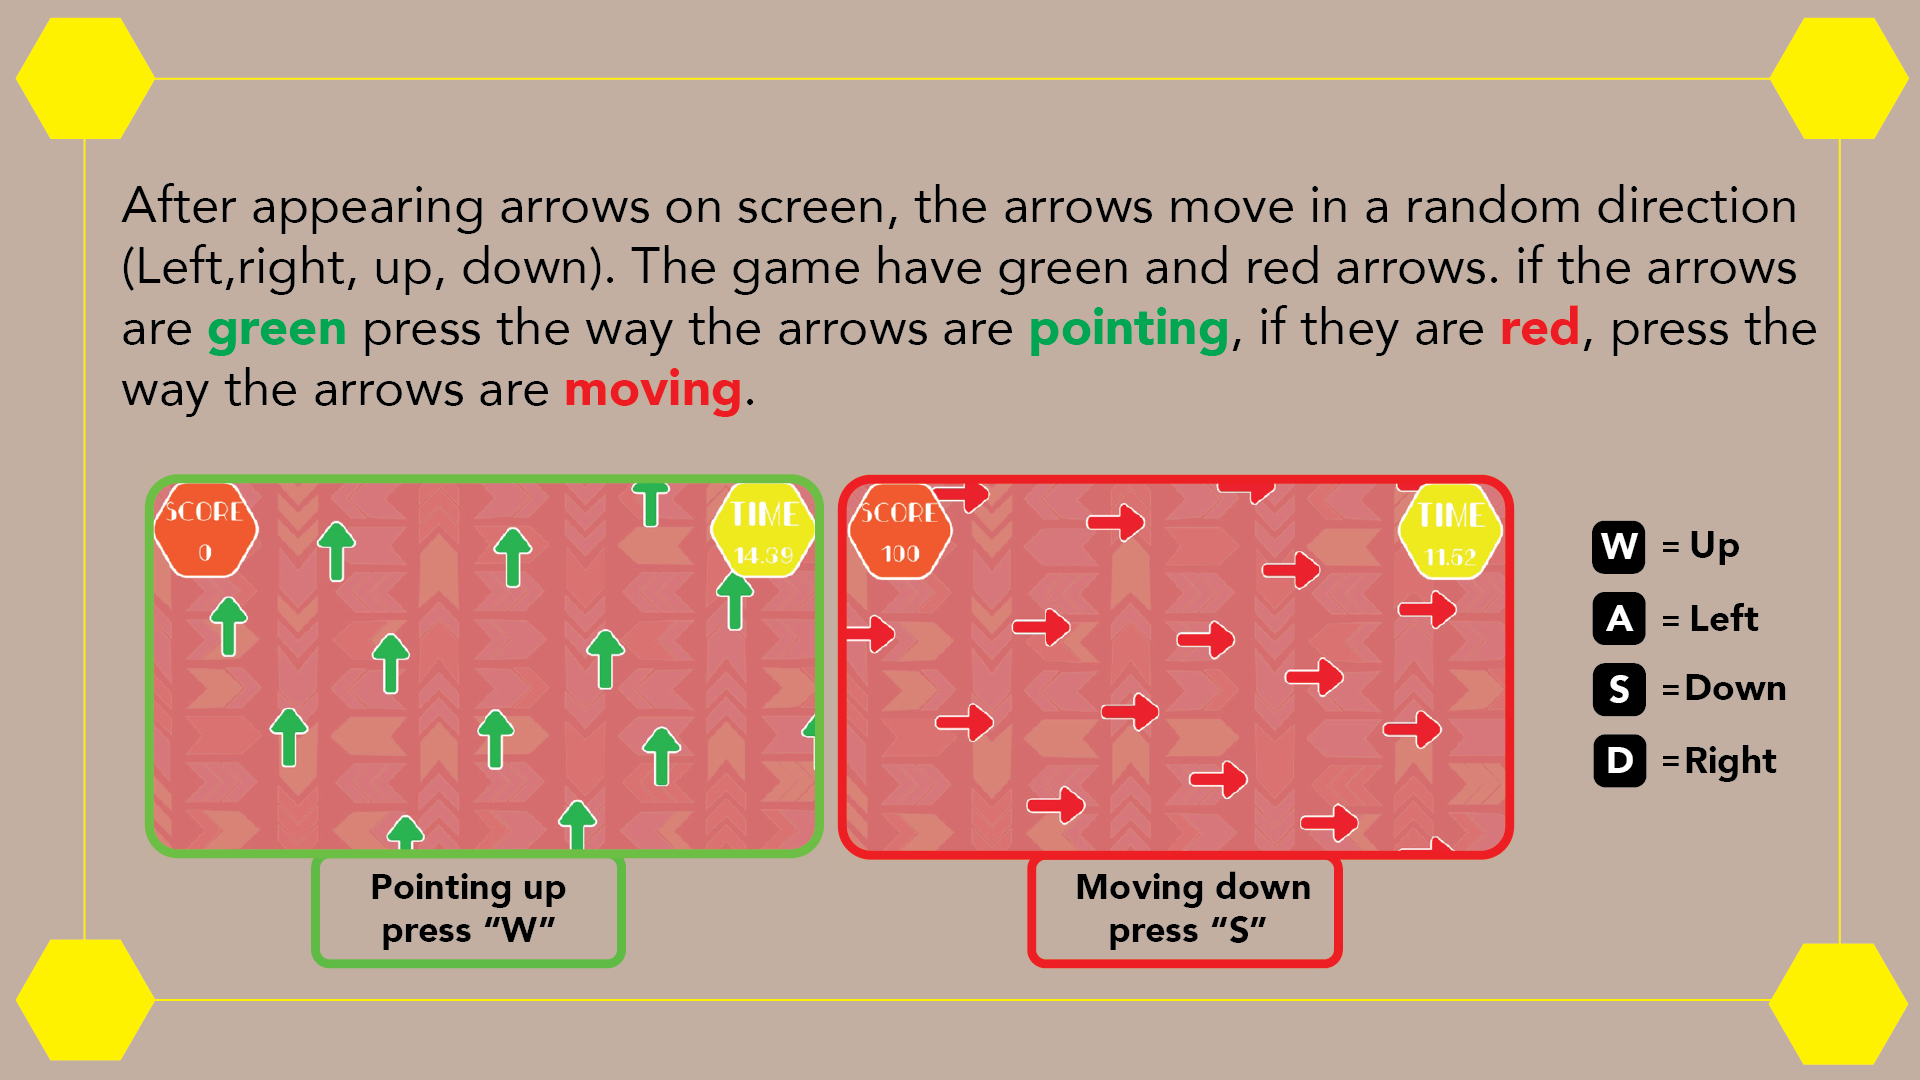 After appearing arrows on screen, the arrows move in a random direction
(Left,right, up, down). The game have green and red arrows. if the arrows
are green press the way the arrows are pointing, if they are red, press the
way the arrows are moving.
SCORE
0
TIME
14.39
SCORE
100
TIME
11.52
W = Up
A = Left
S =Down
D =Right
Pointing up
press “W”
Moving down
press “S”